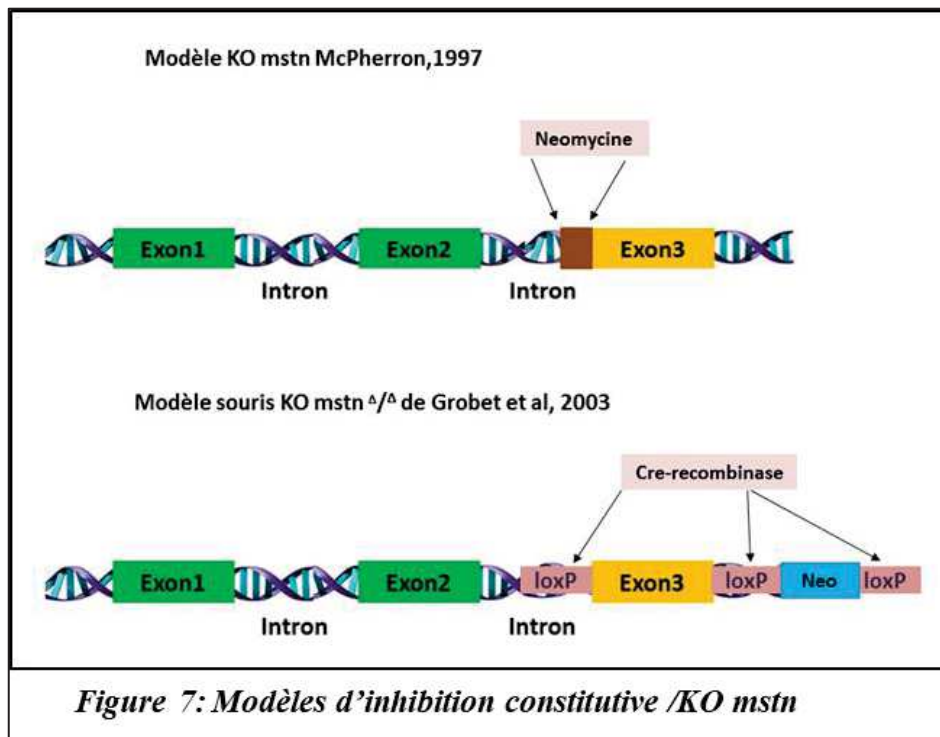 Modèle KO mstn McPherron,1997
Neomycine
Exon1 Exon2 Exon3
Intron Intron
Modèle souris KO mstn ᐞ/ᐞ de Grobet et al, 2003
Cre-recombinase
Exon1 Exon2 loxP Exon3 loxP Neo loxP
Intron Intron
Figure 7: Modèles d'inhibition constitutive /KO mstn